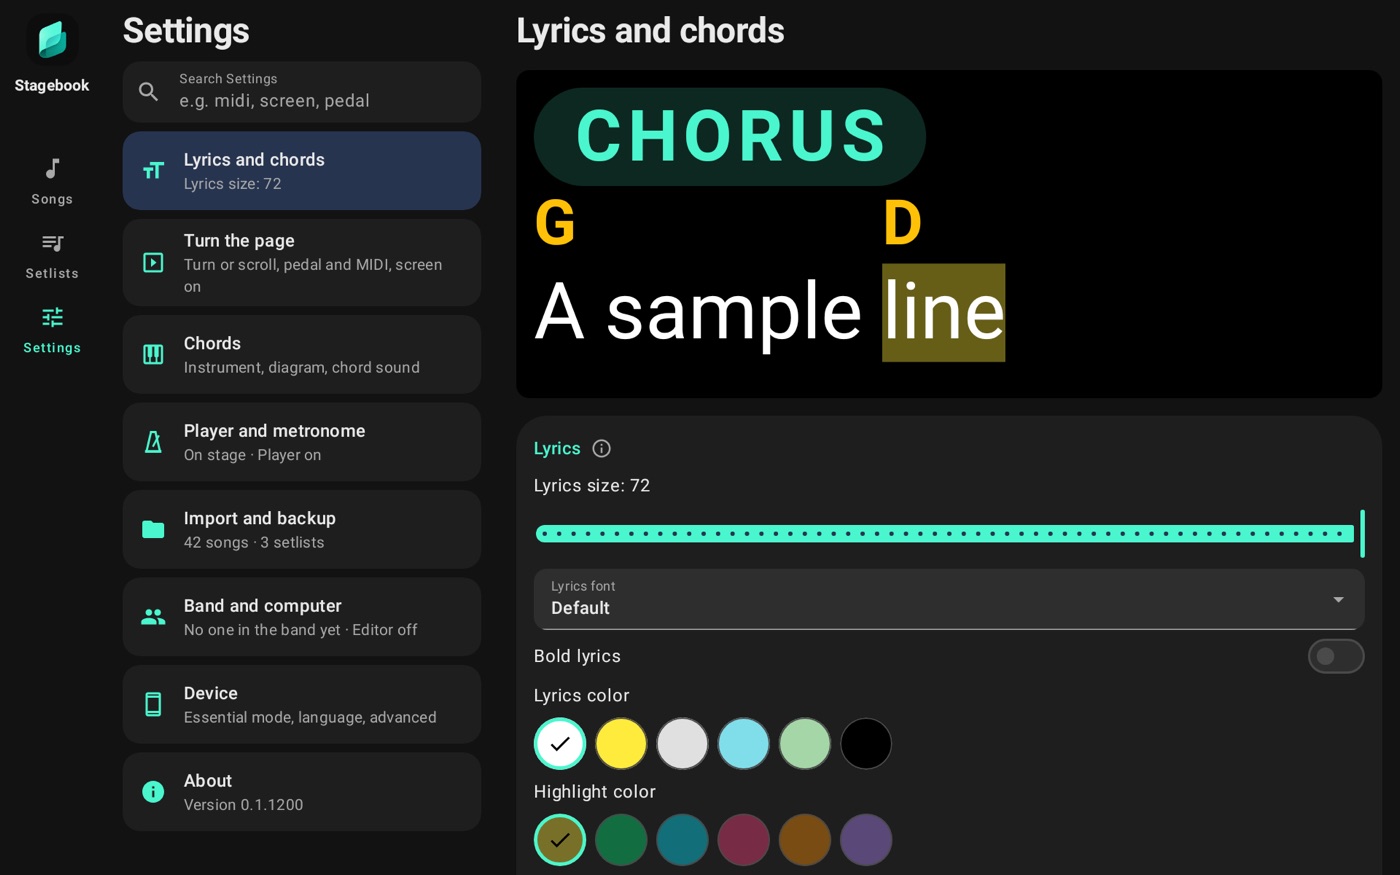 Stagebook
Songs
Setlists
Settings
Settings
Search Settings
e.g. midi, screen, pedal
Lyrics and chords
Lyrics size: 72
Turn the page
Turn or scroll, pedal and MIDI, screen
on
Chords
Instrument, diagram, chord sound
Player and metronome
On stage · Player on
Import and backup
42 songs · 3 setlists
Band and computer
No one in the band yet · Editor off
Device
Essential mode, language, advanced
About
Version 0.1.1200
Lyrics and chords
CHORUS
G D
A sample line
Lyrics
Lyrics size: 72
Lyrics font
Default
Bold lyrics
Lyrics color
Highlight color